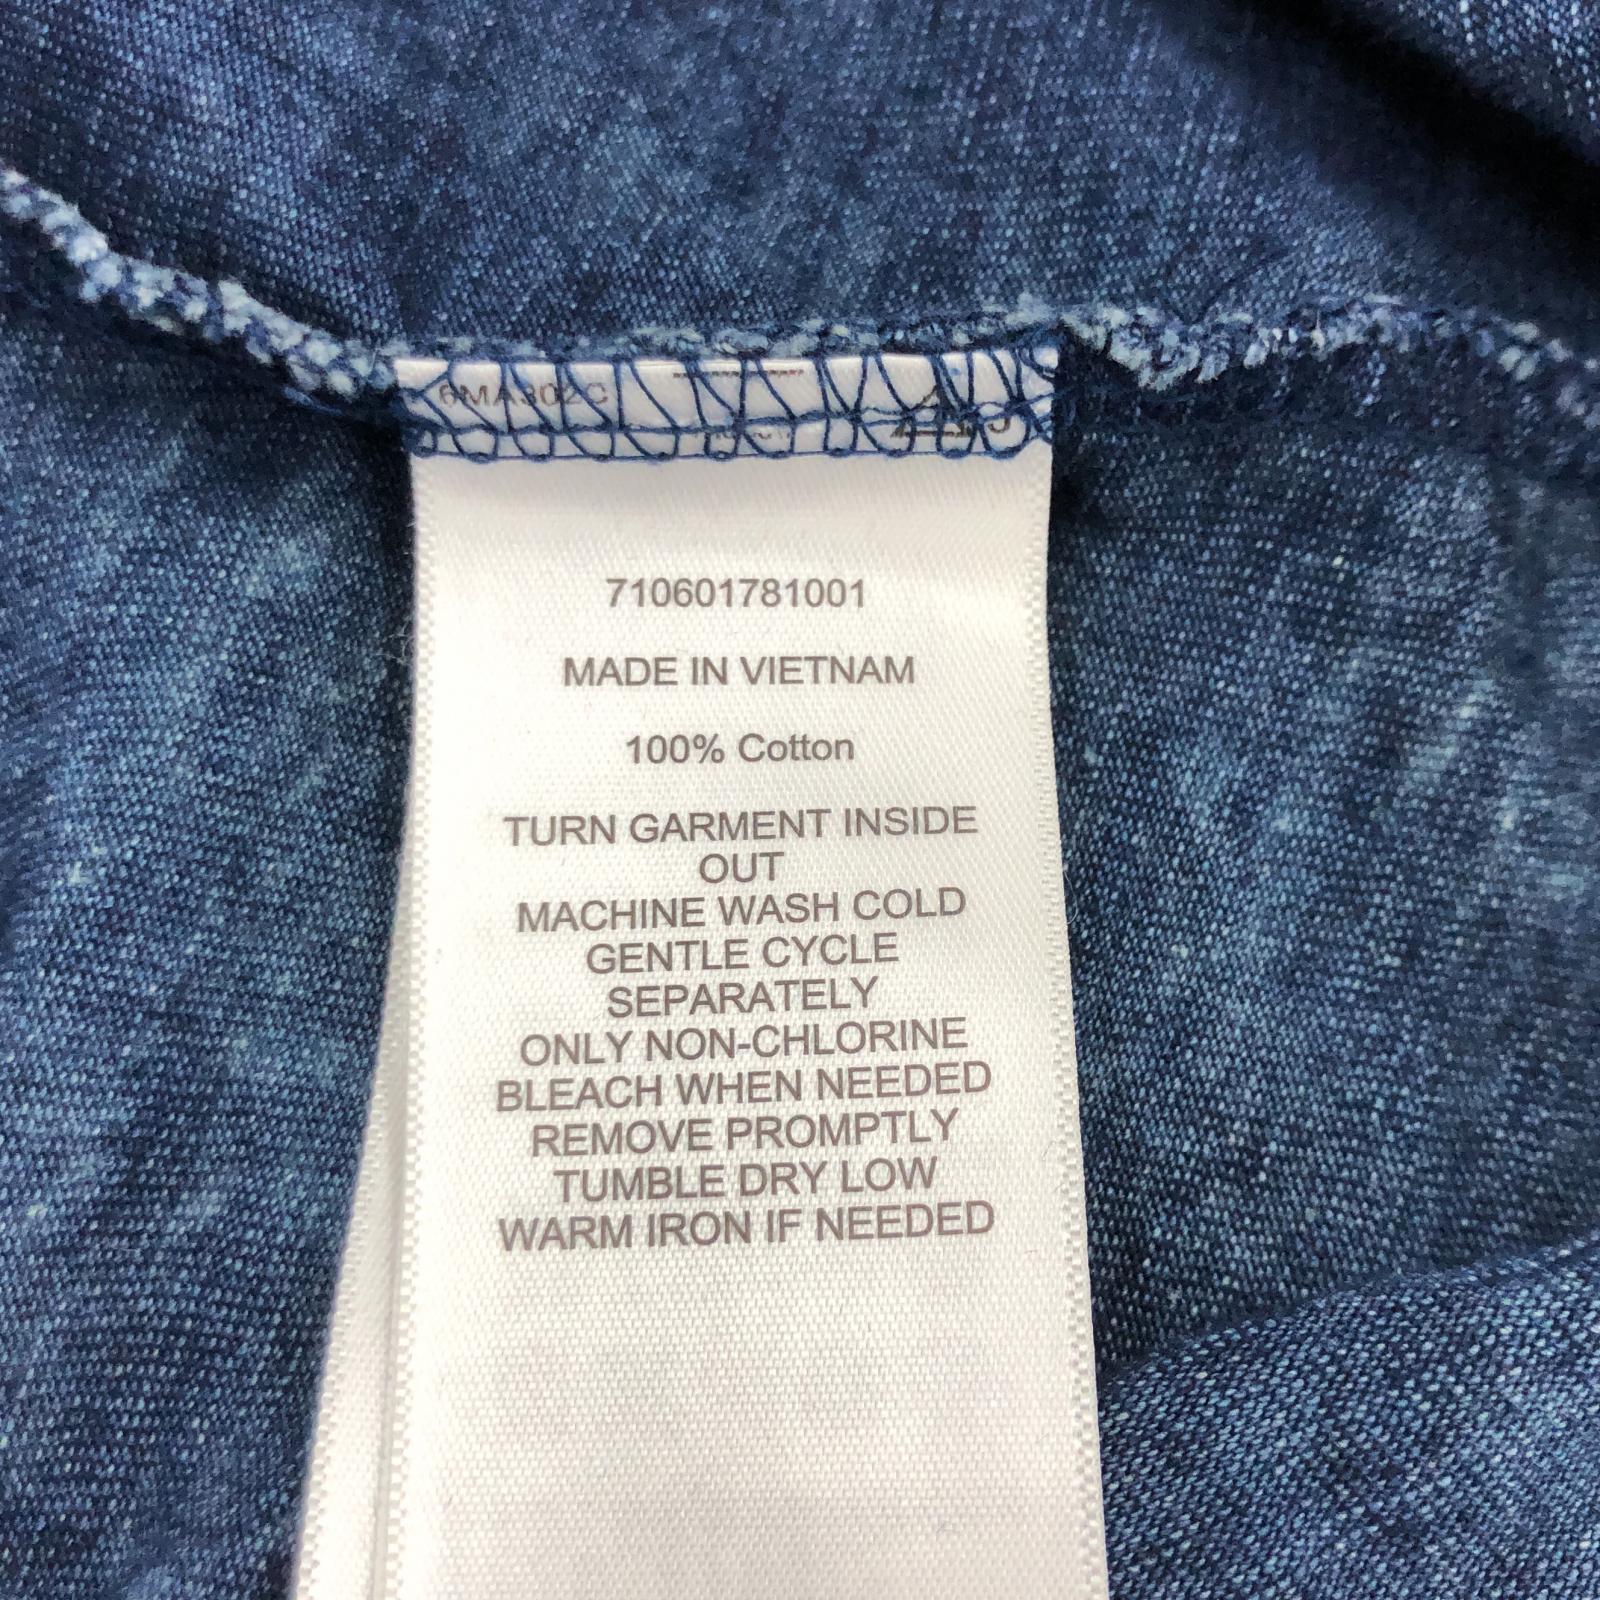 6MA302C
710601781001
MADE IN VIETNAM
100% Cotton
TURN GARMENT INSIDE
OUT
MACHINE WASH COLD
GENTLE CYCLE
SEPARATELY
ONLY NON-CHLORINE
BLEACH WHEN NEEDED
REMOVE PROMPTLY
TUMBLE DRY LOW
WARM IRON IF NEEDED